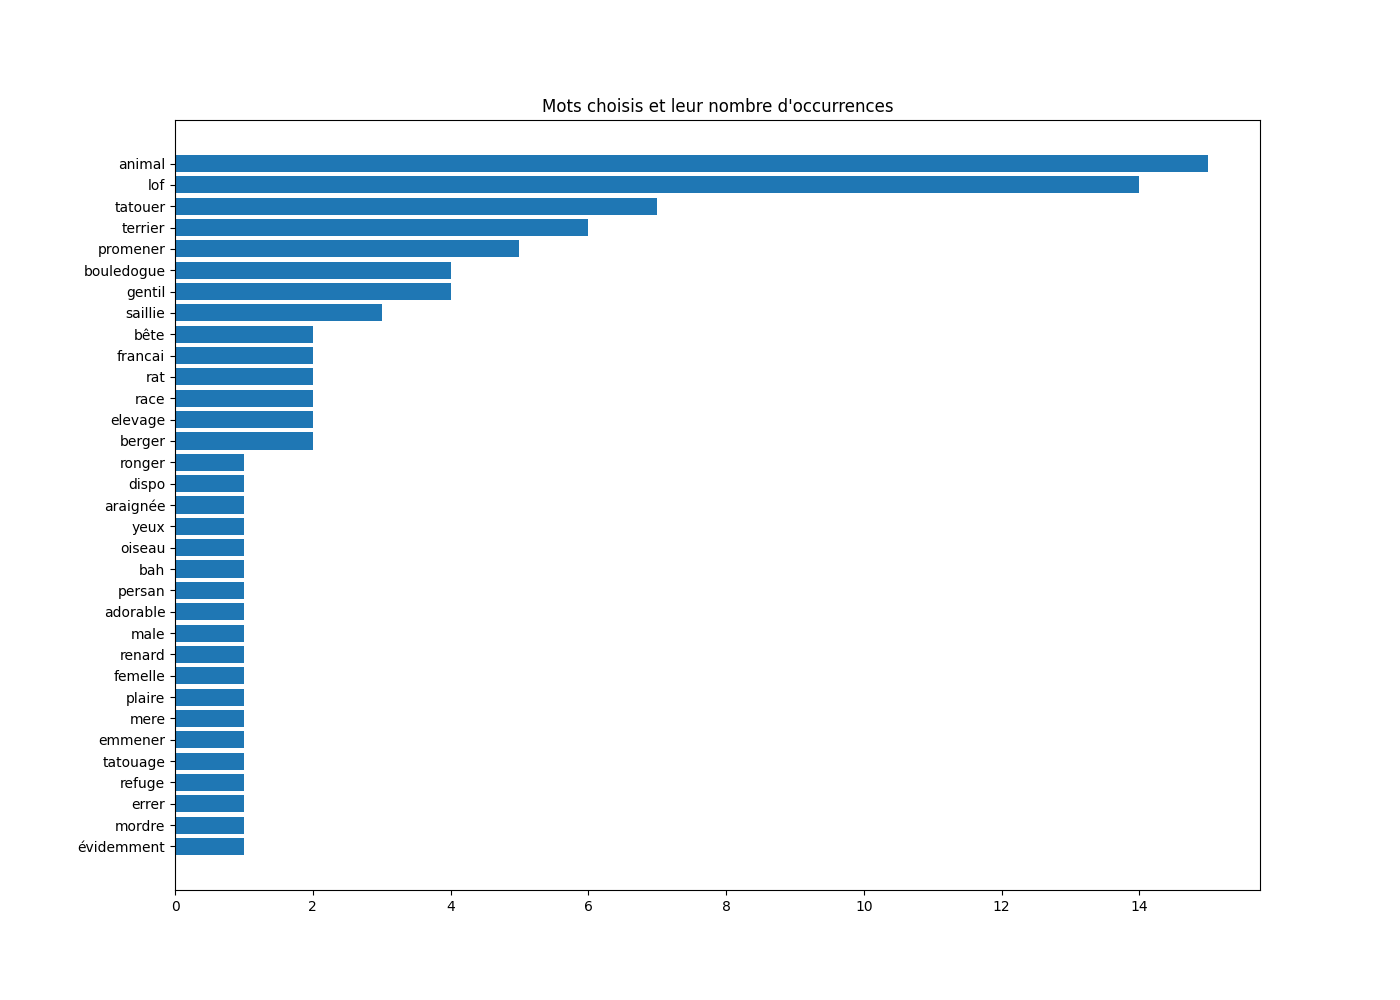 Mots choisis et leur nombre d'occurrences
animal
lof
tatouer
terrier
promener
bouledogue
gentil
saillie
bête
francai
rat
race
elevage
berger
ronger
dispo
araignée
yeux
oiseau
bah
persan
adorable
male
renard
femelle
plaire
mere
emmener
tatouage
refuge
errer
mordre
évidemment
0 2 4 6 8 10 12 14